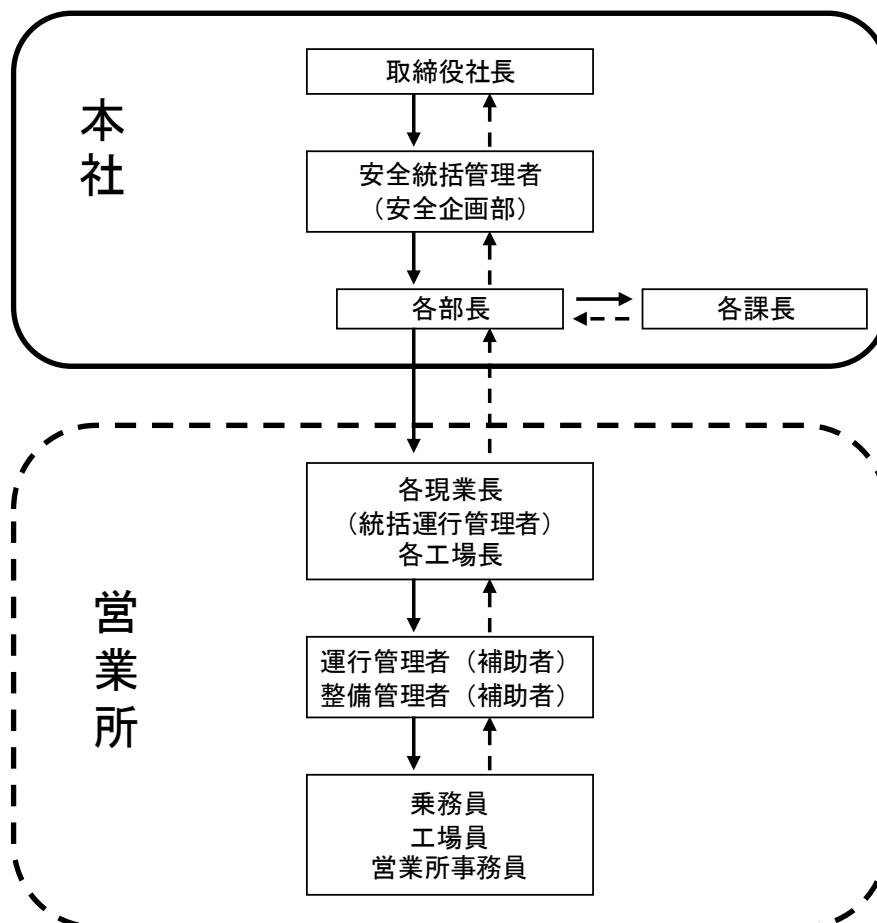 本社
取締役社長
安全統括管理者
（安全企画部）
各部長
各課長
営業所
各現業長
（統括運行管理者）
各工場長
運行管理者（補助者）
整備管理者（補助者）
乗務員
工場員
営業所事務員